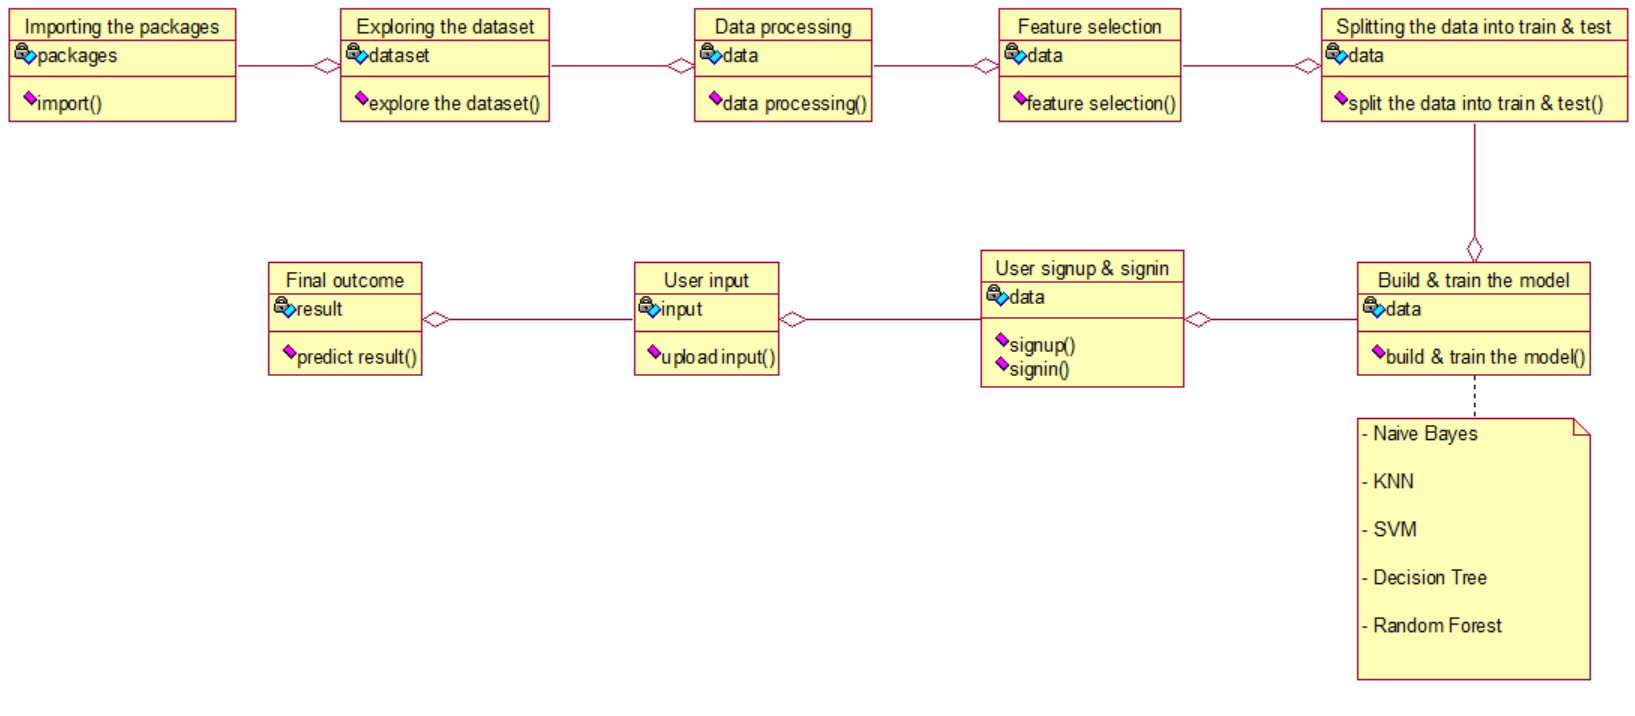 Importing the packages
packages
import()
Exploring the dataset
dataset
explore the dataset()
Data processing
data
data processing()
Feature selection
data
feature selection()
Splitting the data into train & test
data
split the data into train & test()
Final outcome
result
predict result()
User input
input
upload input()
User signup & signin
data
signup()
signin()
Build & train the model
data
build & train the model()
- Naive Bayes
- KNN
- SVM
- Decision Tree
- Random Forest